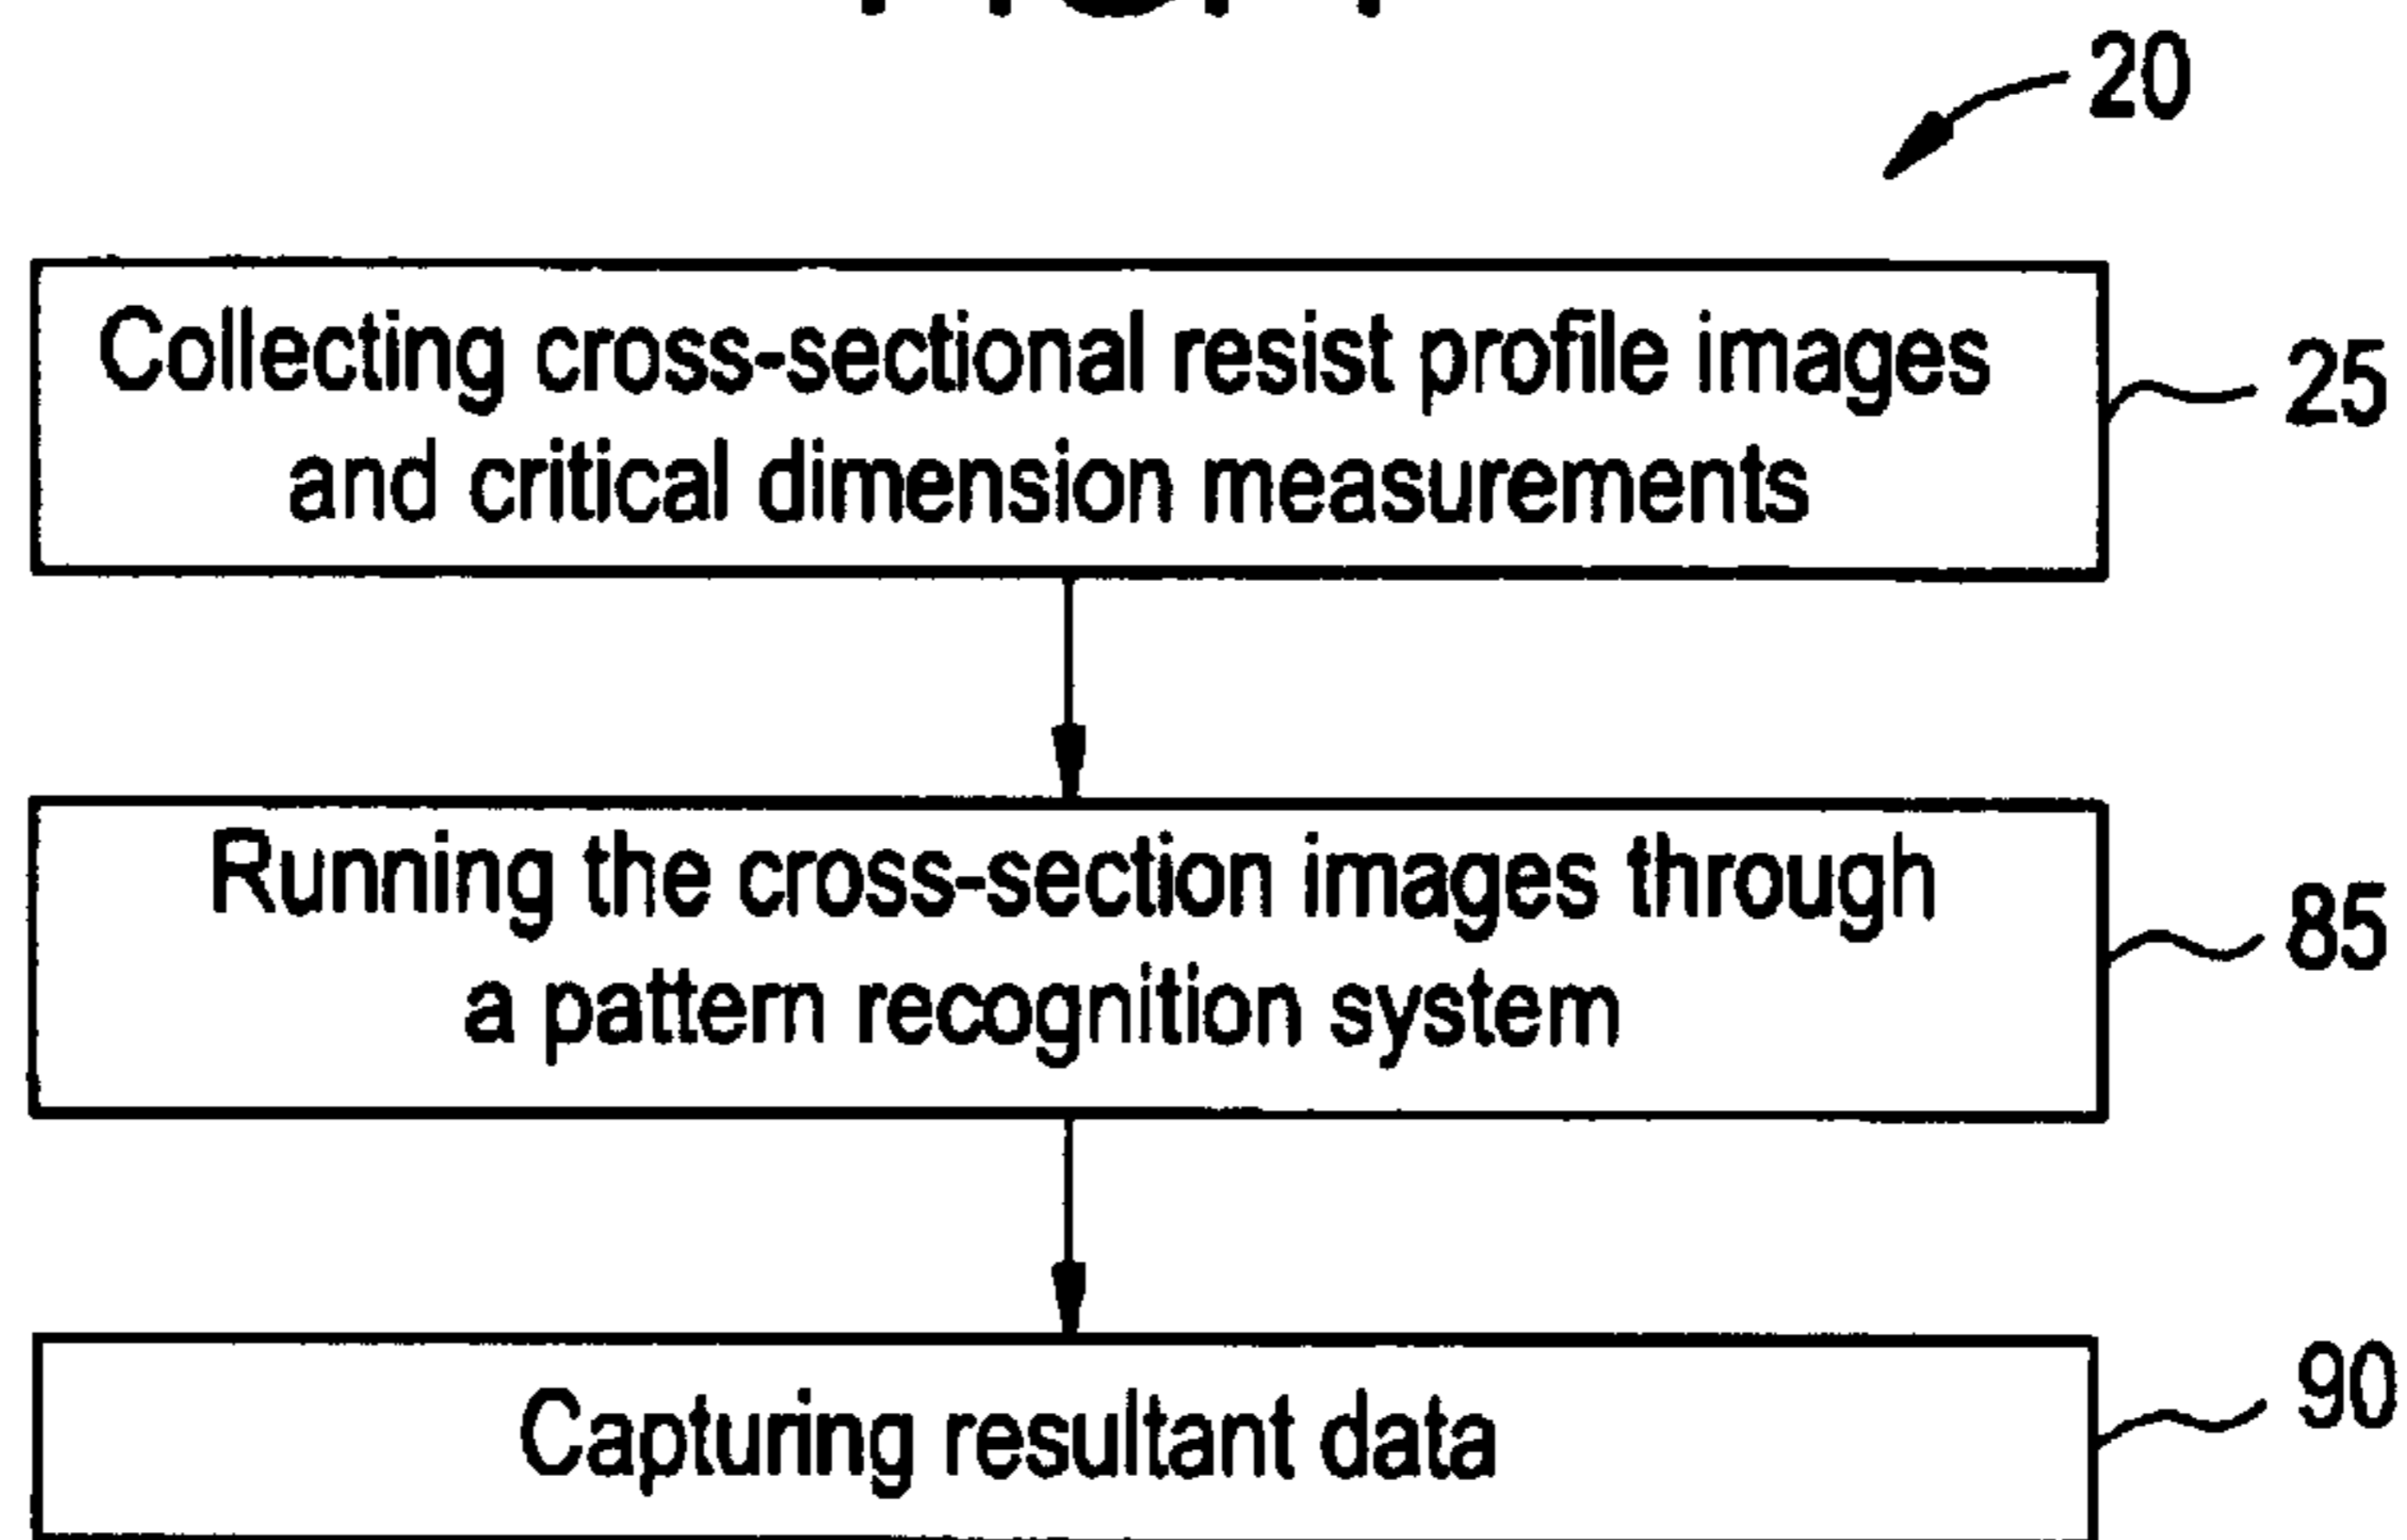 20
Collecting cross-sectional resist profile images
and critical dimension measurements
25
Running the cross-section images through
a pattern recognition system
85
Capturing resultant data
90